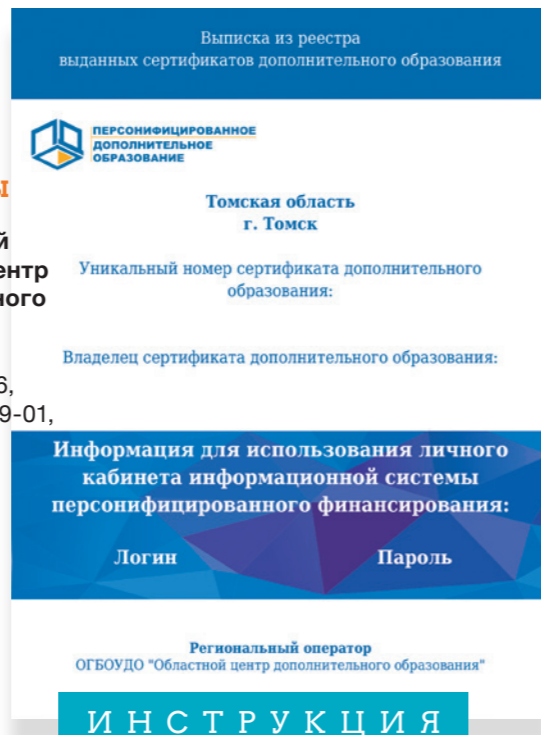 Выписка из реестра
выданных сертификатов дополнительного образования
ПЕРСОНИФИЦИРОВАННОЕ
ДОПОЛНИТЕЛЬНОЕ
ОБРАЗОВАНИЕ
Томская область
г. Томск
Уникальный номер сертификата дополнительного
образования:
Владелец сертификата дополнительного образования:
9-01,
Информация для использования личного
кабинета информационной системы
персонифицированного финансирования:
Логин Пароль
Региональный оператор
ОГБОУДО "Областной центр дополнительного образования"
ИНСТРУКЦИЯ